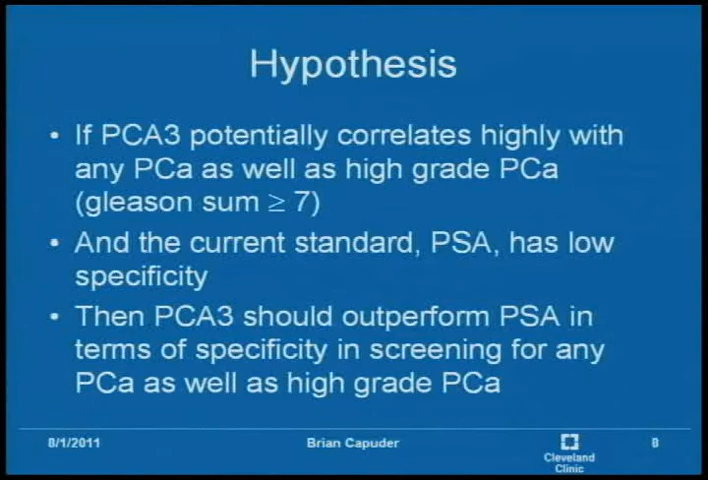 Hypothesis
• If PCA3 potentially correlates highly with
any PCa as well as high grade PCa
(gleason sum ≥ 7)
• And the current standard, PSA, has low
specificity
• Then PCA3 should outperform PSA in
terms of specificity in screening for any
PCa as well as high grade PCa
8/1/2011
Brian Capuder
Cleveland
Clinic
8